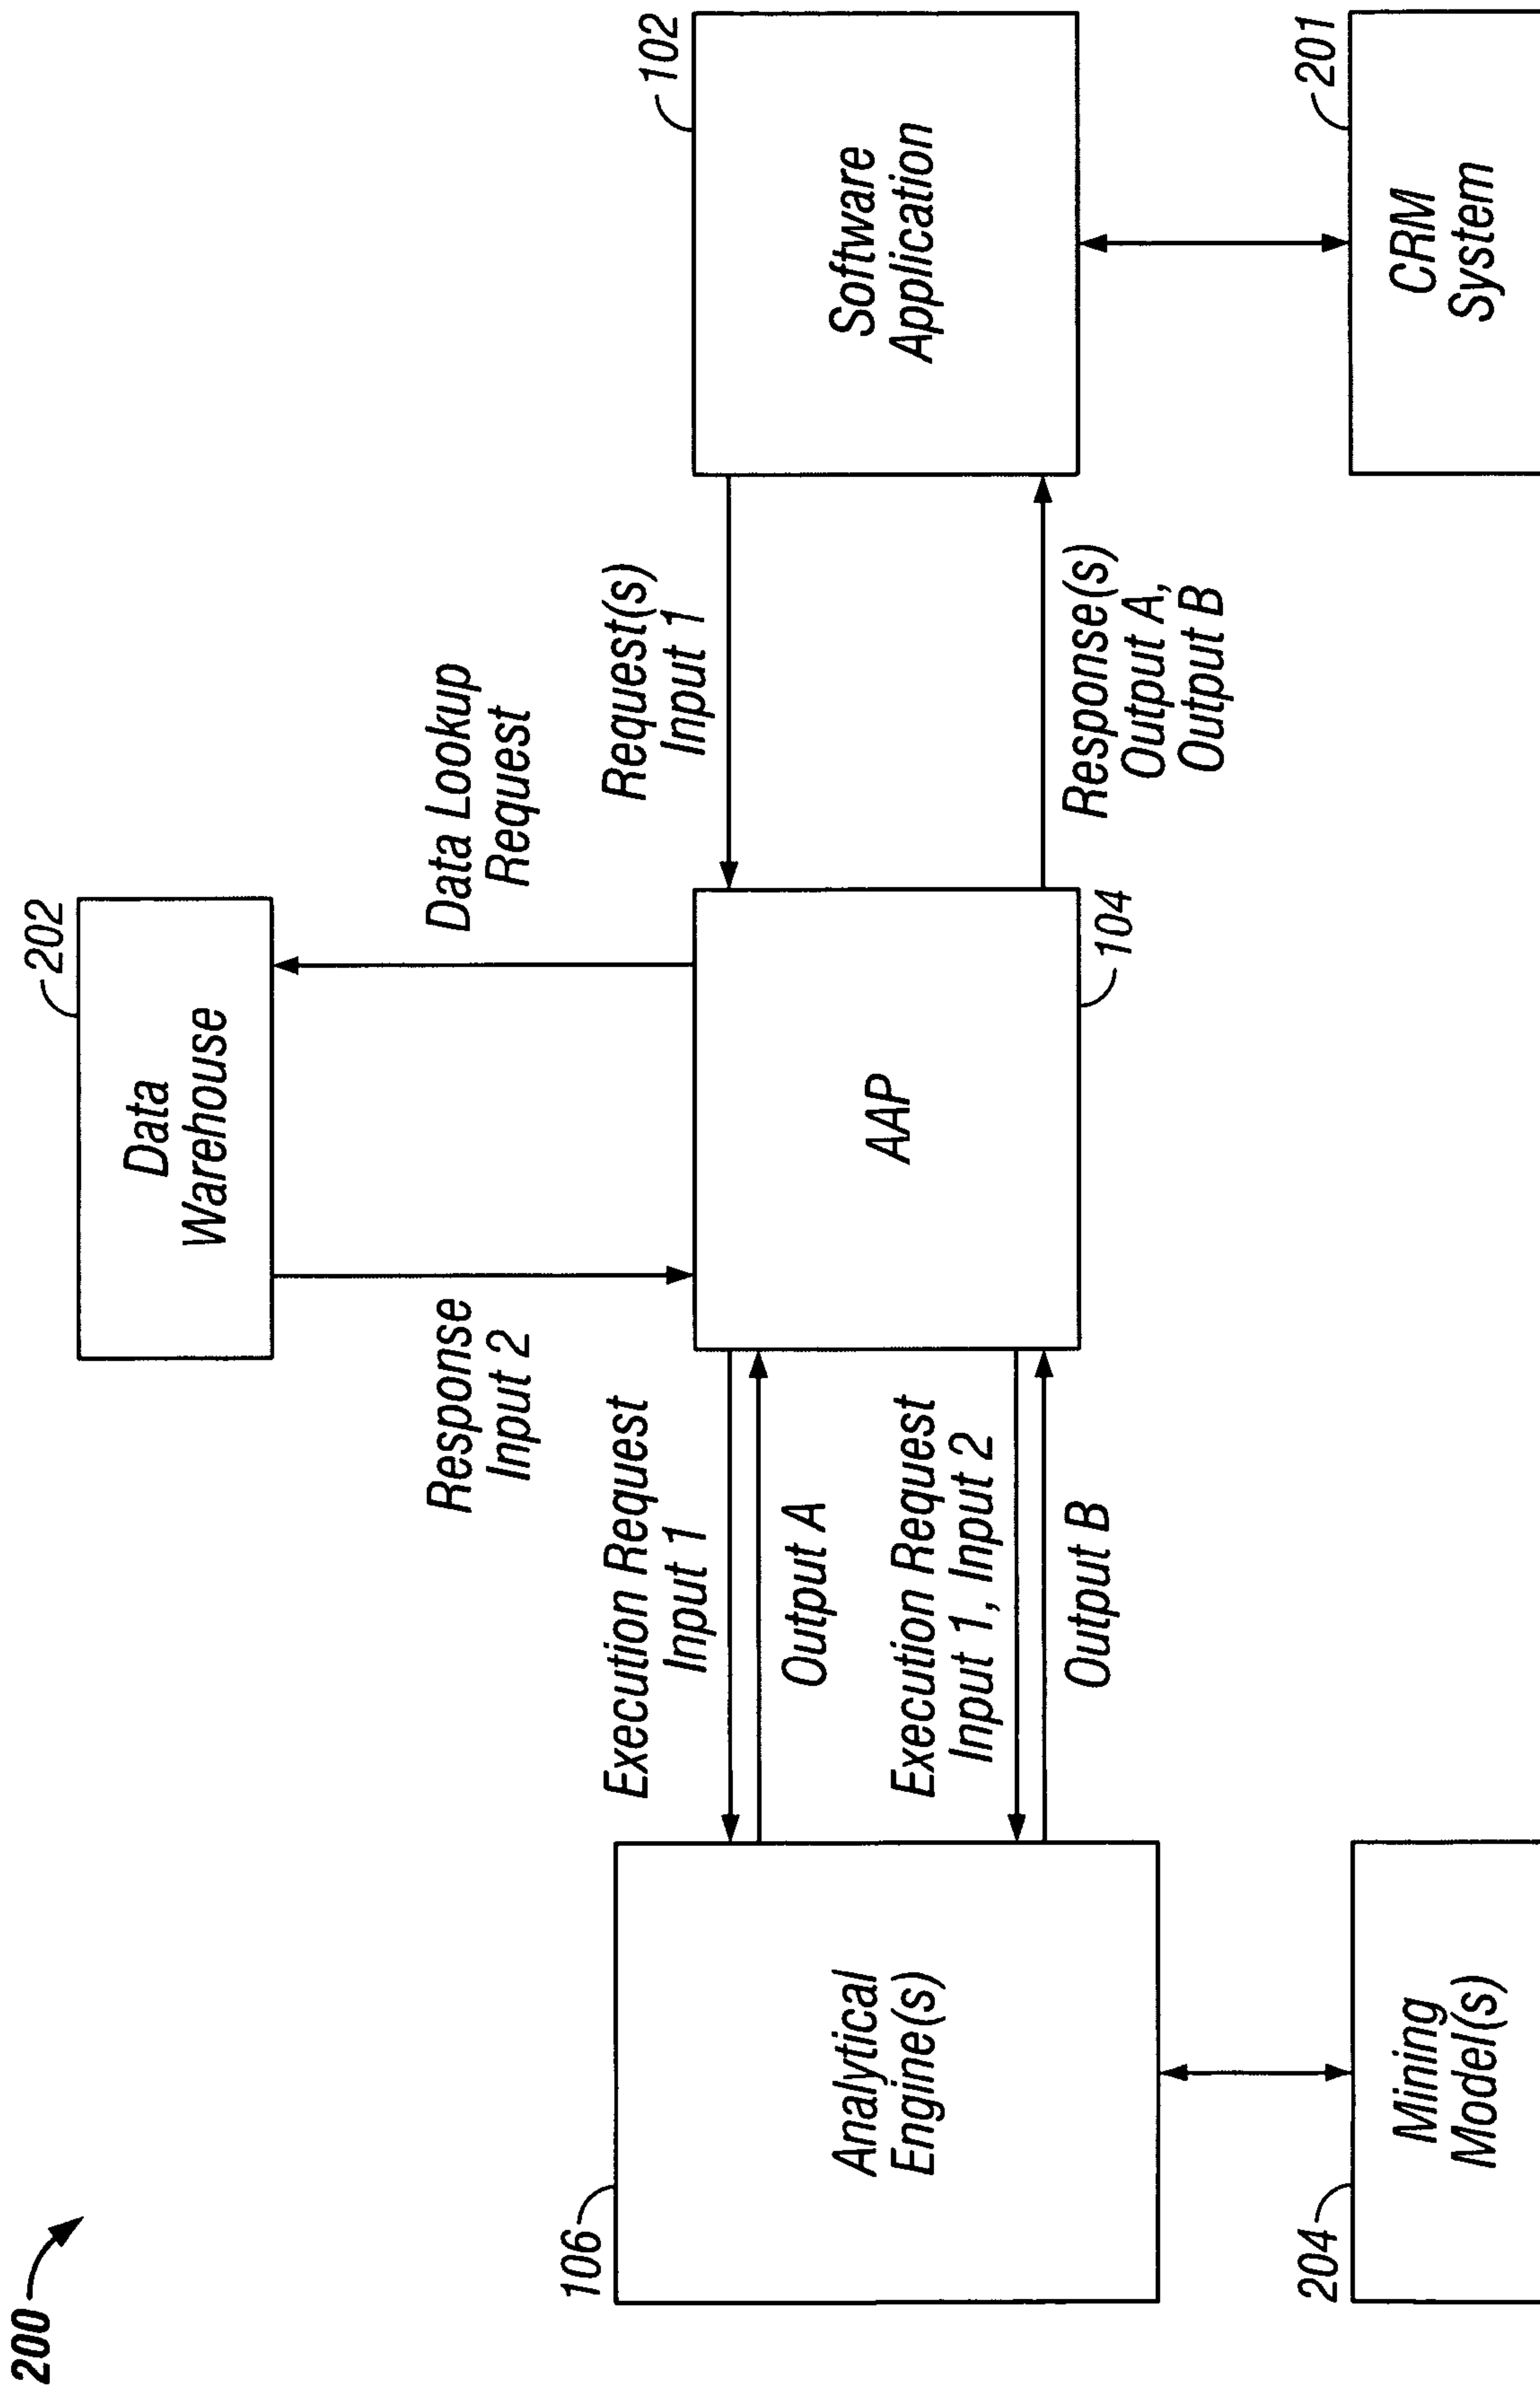 200
106
Analytical
Engine(s)
204
Mining
Model(s)
Execution Request
Input 1
Output A
Execution Request
Input 1, Input 2
Output B
202
Data
Warehouse
Response
Input 2
Data Lookup
Request
AAP
104
Request(s)
Input 1
Response(s)
Output A,
Output B
102
Software
Application
201
CRM
System